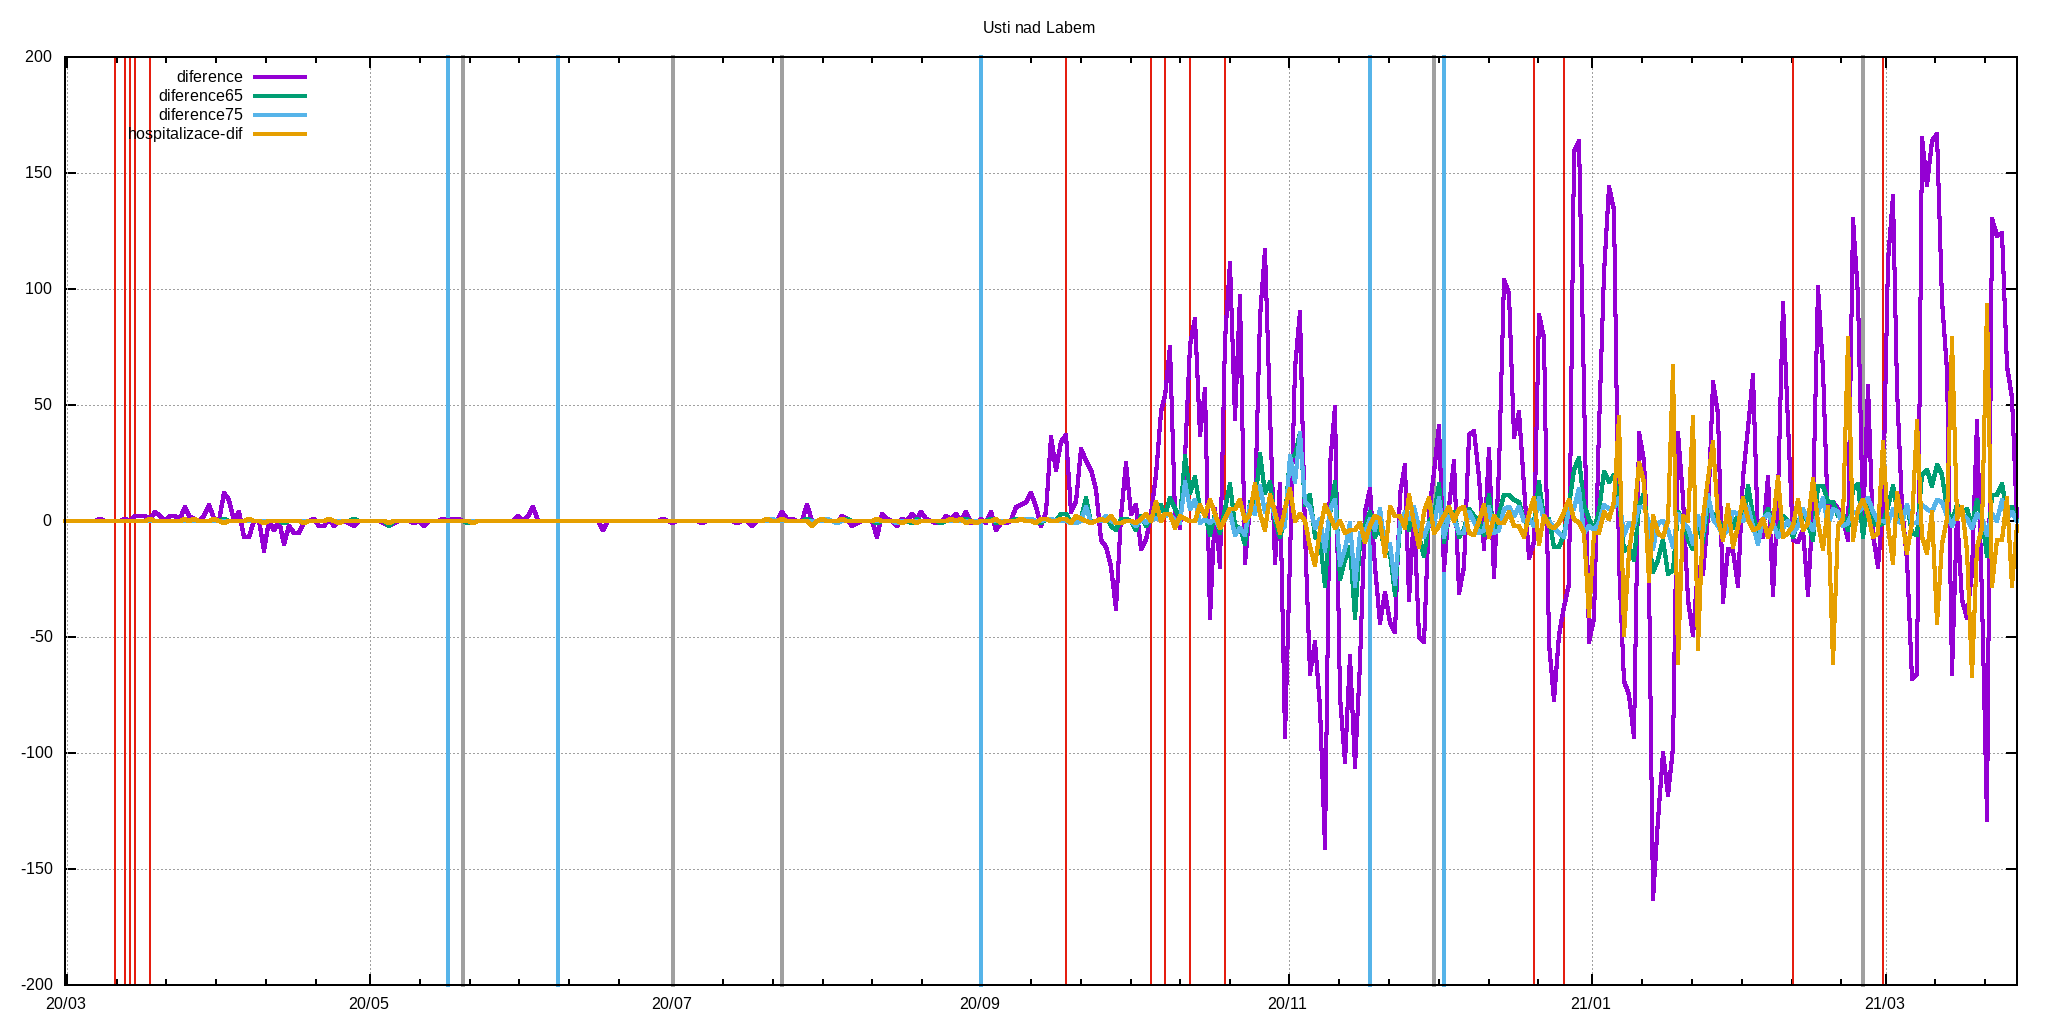 Usti nad Labem
200
diference
diference65
diference75
hospitalizace-dif
150
100
50
0
-50
-100
-150
-200
20/03 20/05 20/07 20/09 20/11 21/01 21/03